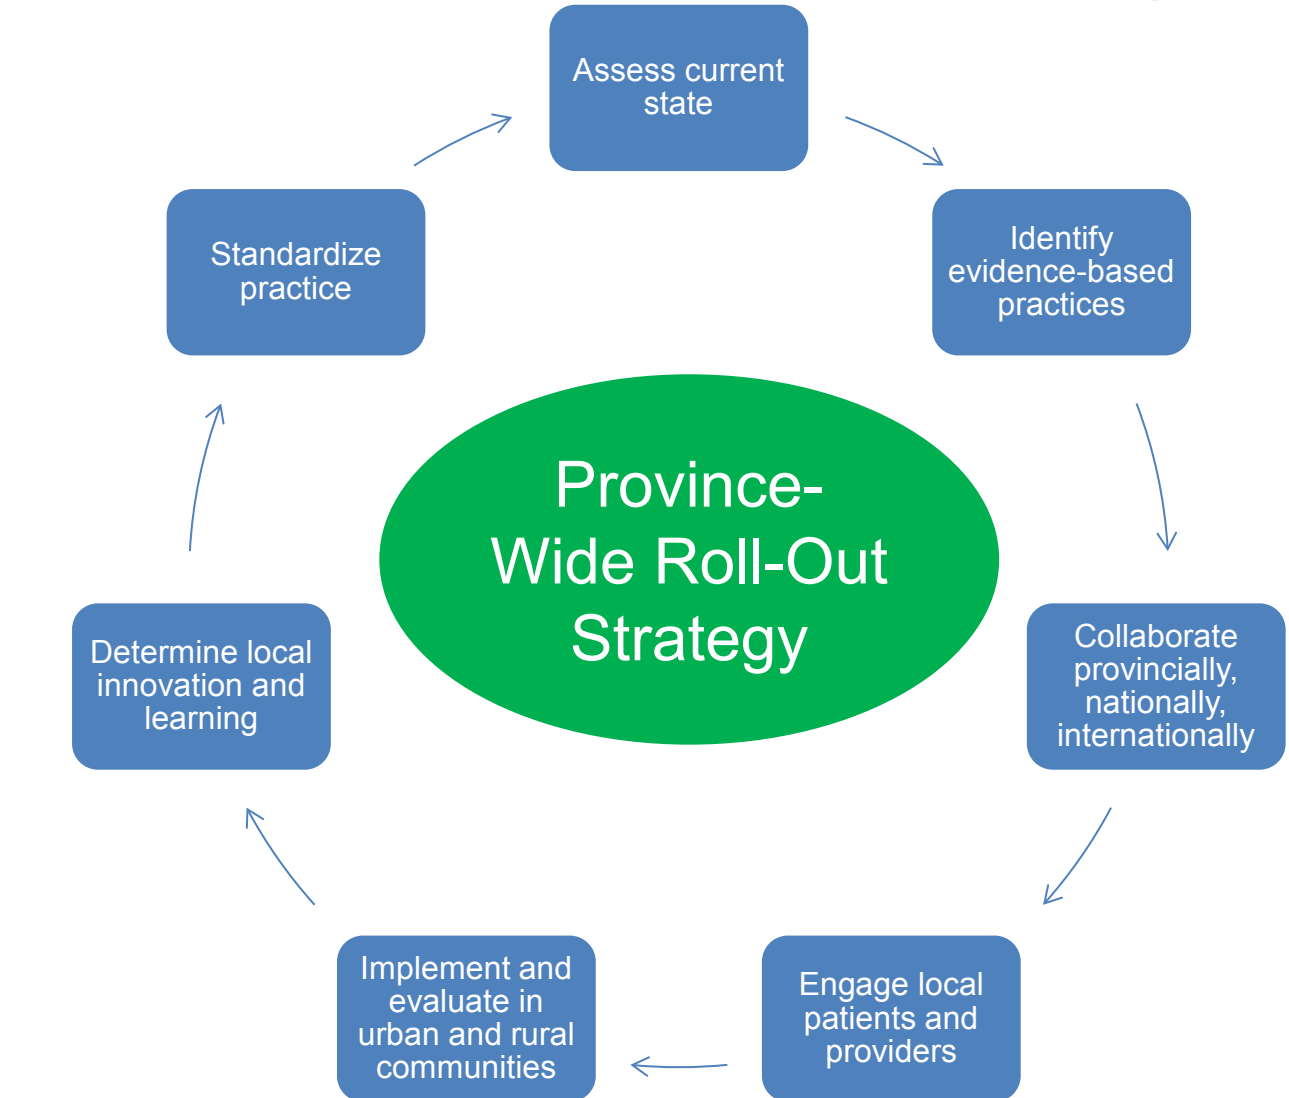 Assess current
state
Identify
evidence-based
practices
Collaborate
provincially,
nationally,
internationally
Engage local
patients and
providers
Implement and
evaluate in
urban and rural
communities
Determine local
innovation and
learning
Standardize
practice
Province-
Wide Roll-Out
Strategy